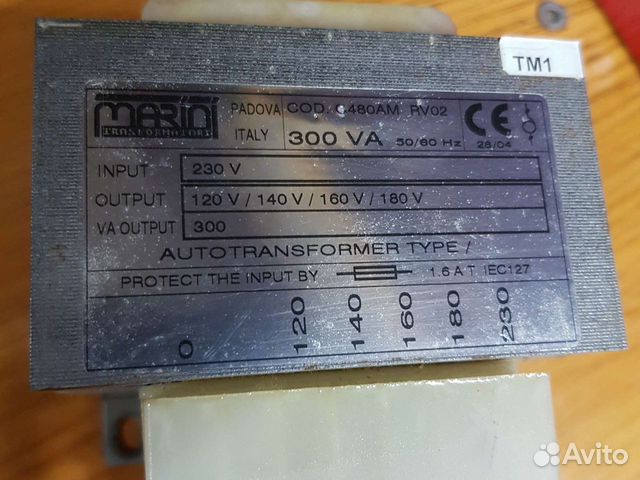 TM1
MARINI
TRASFORMATORI
PADOVA
ITALY
COD. C480AM RV02
300 VA 50/60 Hz
CE
26/04
INPUT 230 V
OUTPUT 120 V / 140 V / 160 V / 180 V
VA OUTPUT 300
AUTOTRANSFORMER TYPE /
PROTECT THE INPUT BY 1.6 A T IEC127
0 120 140 160 180 230
Avito